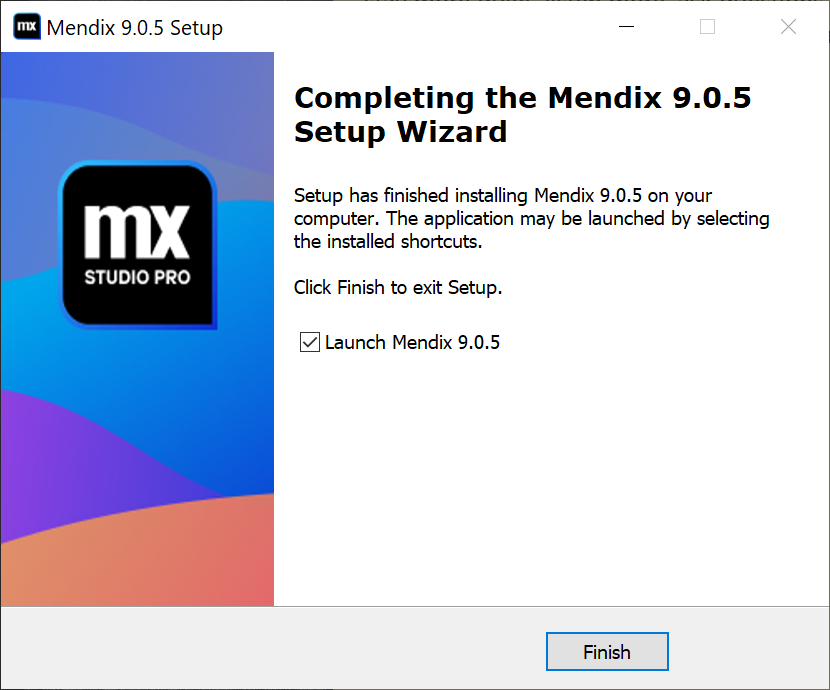 mx Mendix 9.0.5 Setup
mx
STUDIO PRO
Completing the Mendix 9.0.5
Setup Wizard
Setup has finished installing Mendix 9.0.5 on your
computer. The application may be launched by selecting
the installed shortcuts.
Click Finish to exit Setup.
Launch Mendix 9.0.5
Finish